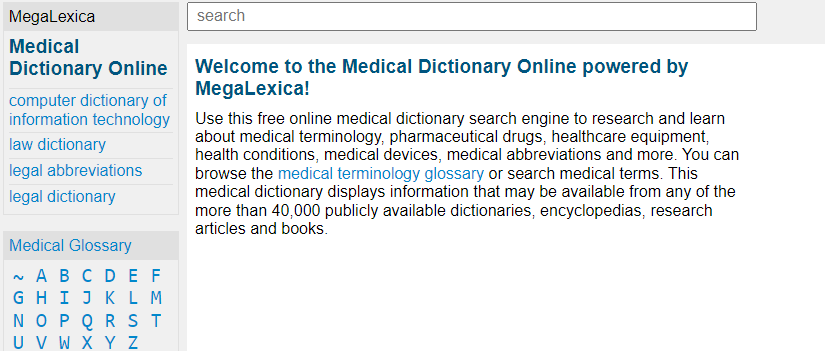 MegaLexica
Medical
Dictionary Online
computer dictionary of
information technology
law dictionary
legal abbreviations
legal dictionary
Medical Glossary
~ A B C D E F
G H I J K L M
N O P Q R S T
U V W X Y Z
search
Welcome to the Medical Dictionary Online powered by
MegaLexica!
Use this free online medical dictionary search engine to research and learn
about medical terminology, pharmaceutical drugs, healthcare equipment,
health conditions, medical devices, medical abbreviations and more. You can
browse the medical terminology glossary or search medical terms. This
medical dictionary displays information that may be available from any of the
more than 40,000 publicly available dictionaries, encyclopedias, research
articles and books.